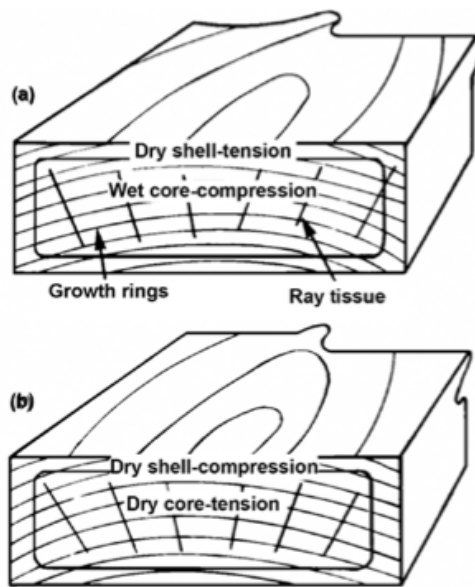 (a)
Dry shell-tension
Wet core-compression
Growth rings
Ray tissue
(b)
Dry shell-compression
Dry core-tension